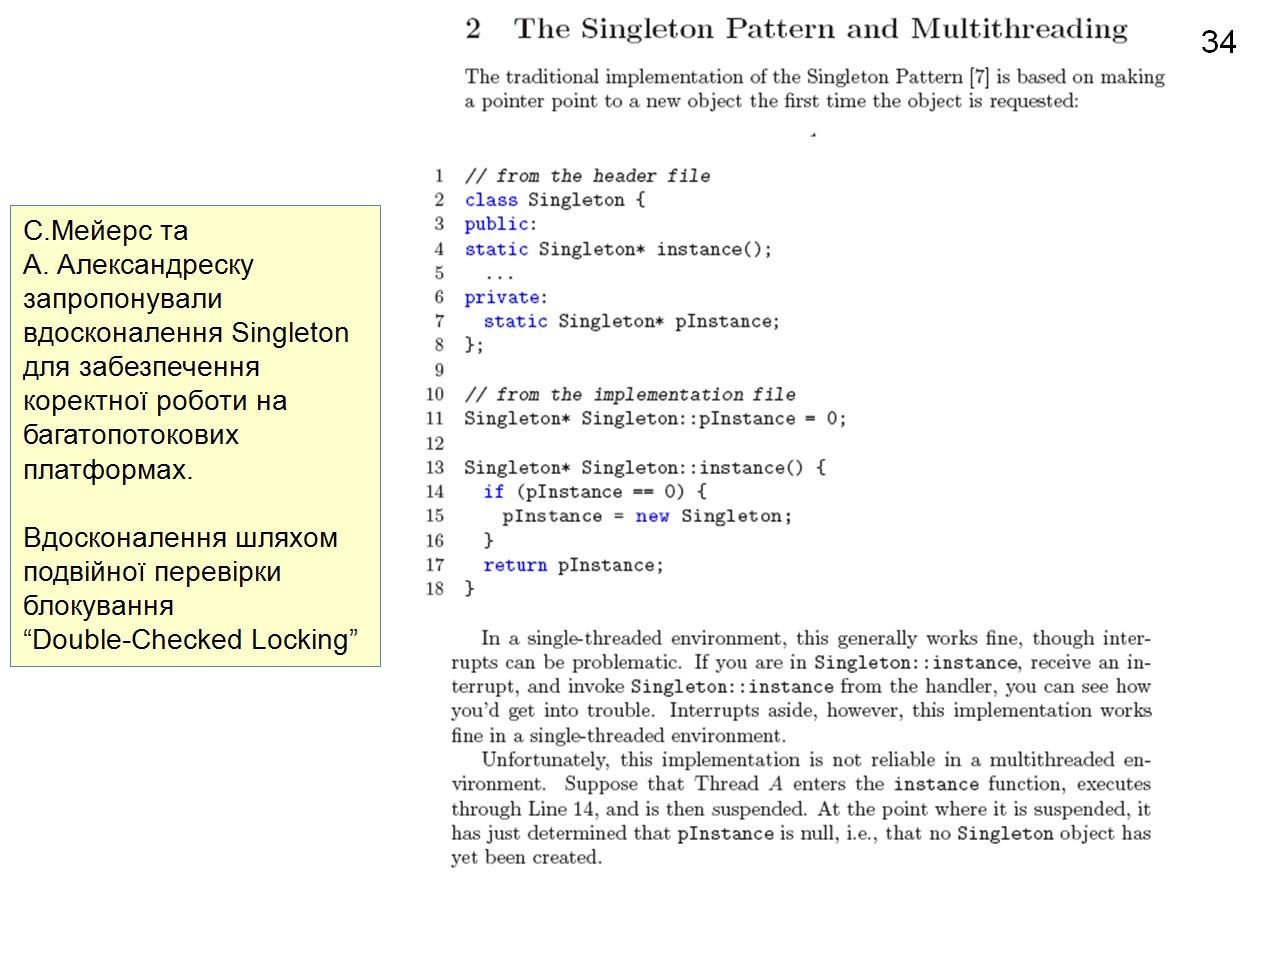 34
С.Мейерс та
А. Александреску
запропонували
вдосконалення Singleton
для забезпечення
коректної роботи на
багатопотокових
платформах.
Вдосконалення шляхом
подвійної перевірки
блокування
“Double-Checked Locking”
2 The Singleton Pattern and Multithreading
The traditional implementation of the Singleton Pattern [7] is based on making
a pointer point to a new object the first time the object is requested:
1 // from the header file
2 class Singleton {
3 public:
4 static Singleton* instance();
5 ...
6 private:
7 static Singleton* pInstance;
8 };
9
10 // from the implementation file
11 Singleton* Singleton::pInstance = 0;
12
13 Singleton* Singleton::instance() {
14 if (pInstance == 0) {
15 pInstance = new Singleton;
16 }
17 return pInstance;
18 }
In a single-threaded environment, this generally works fine, though inter-
rupts can be problematic. If you are in Singleton::instance, receive an in-
terrupt, and invoke Singleton::instance from the handler, you can see how
you'd get into trouble. Interrupts aside, however, this implementation works
fine in a single-threaded environment.
Unfortunately, this implementation is not reliable in a multithreaded en-
vironment. Suppose that Thread A enters the instance function, executes
through Line 14, and is then suspended. At the point where it is suspended, it
has just determined that pInstance is null, i.e., that no Singleton object has
yet been created.